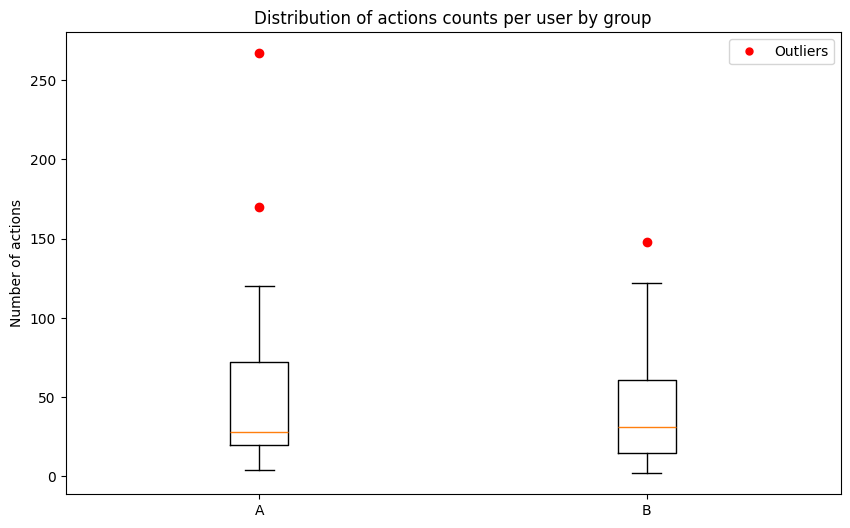 Distribution of actions counts per user by group
Outliers
250
200
150
100
50
0
Number of actions
A
B